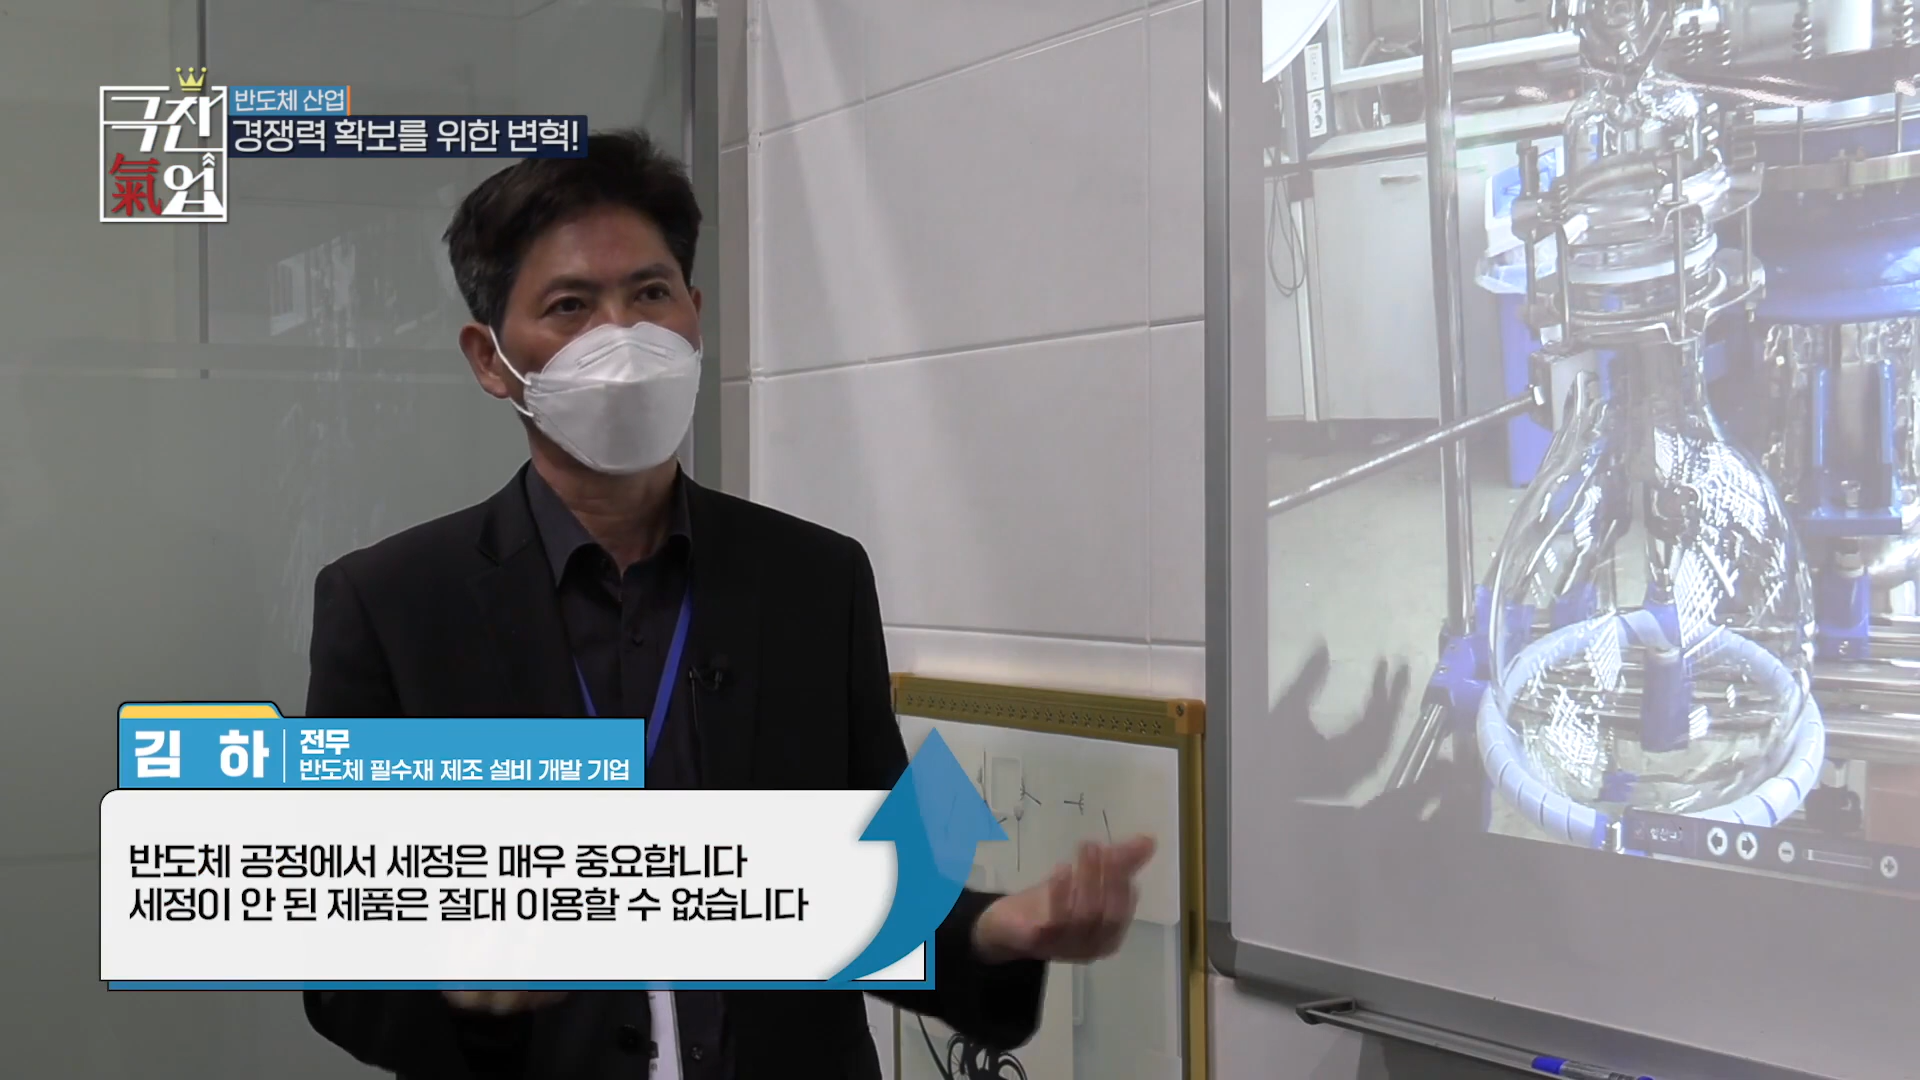 극찬
氣업
반도체 산업
경쟁력 확보를 위한 변혁!
김 하
전무
반도체 필수재 제조 설비 개발 기업
반도체 공정에서 세정은 매우 중요합니다
세정이 안 된 제품은 절대 이용할 수 없습니다